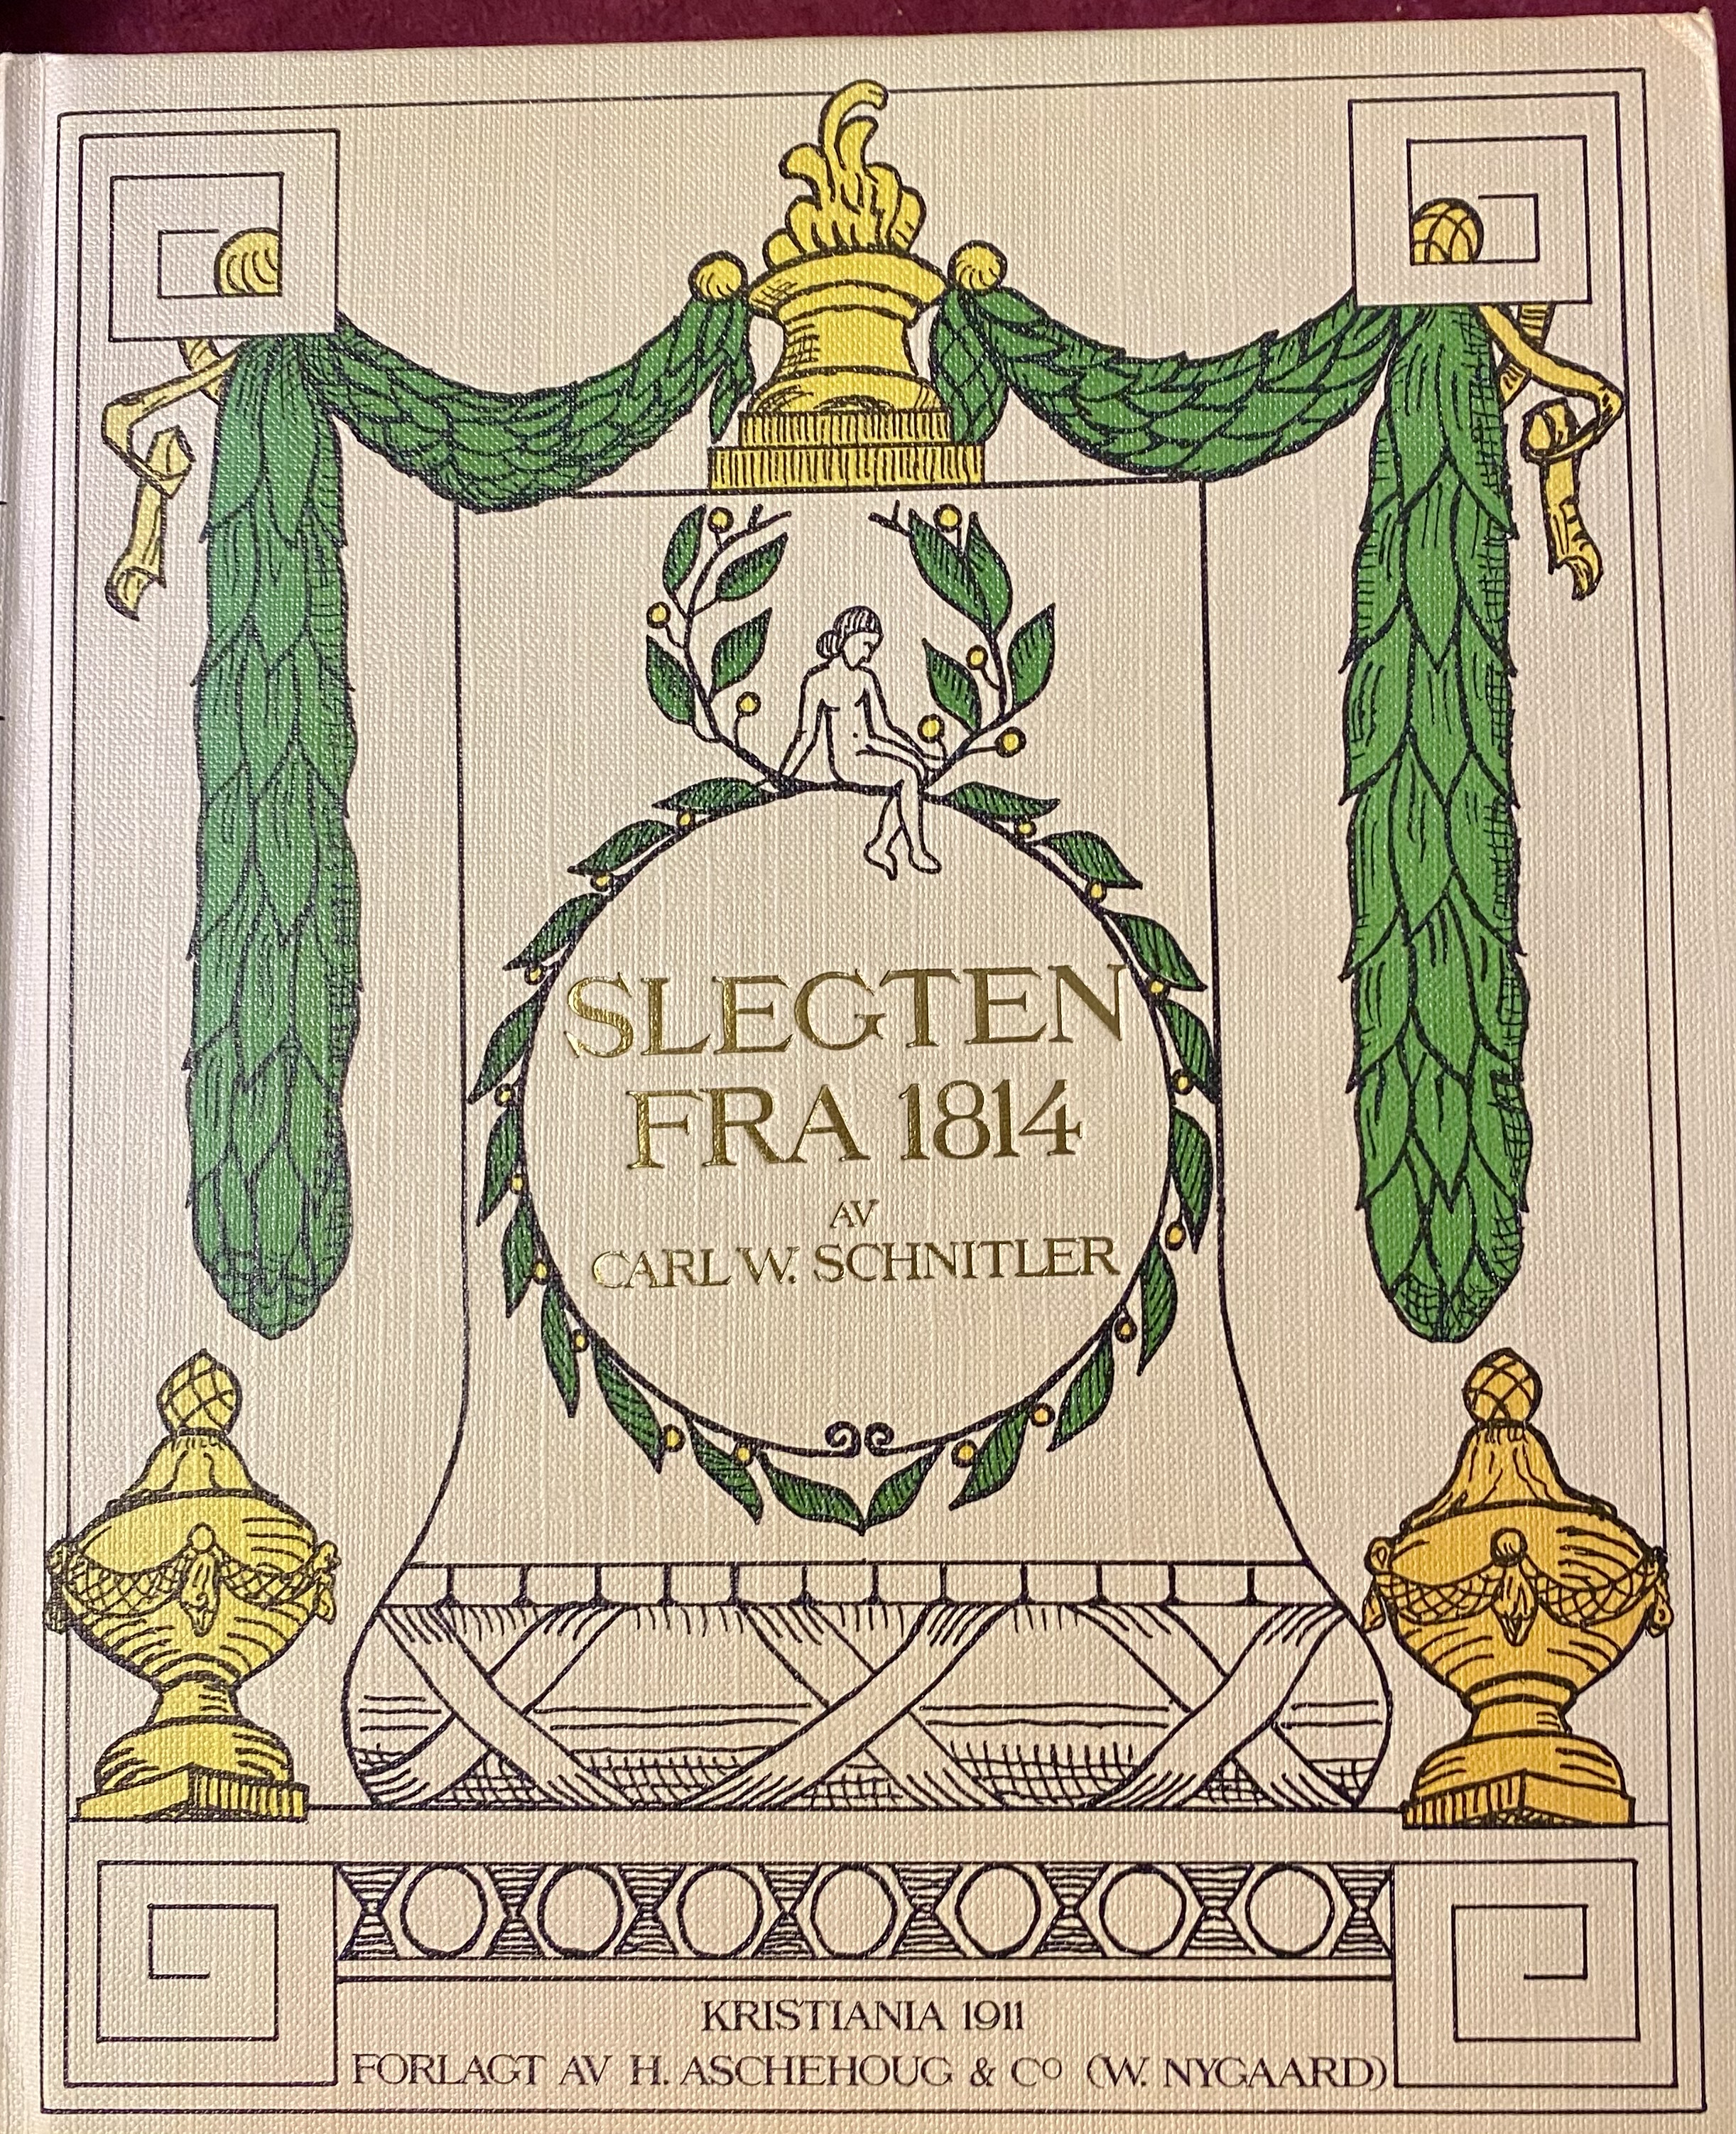 SLEGTEN
FRA 1814
AV
CARL W. SCHNITLER
KRISTIANIA 1911
FORLAGT AV H. ASCHEHOUG & Co (W. NYGAARD)